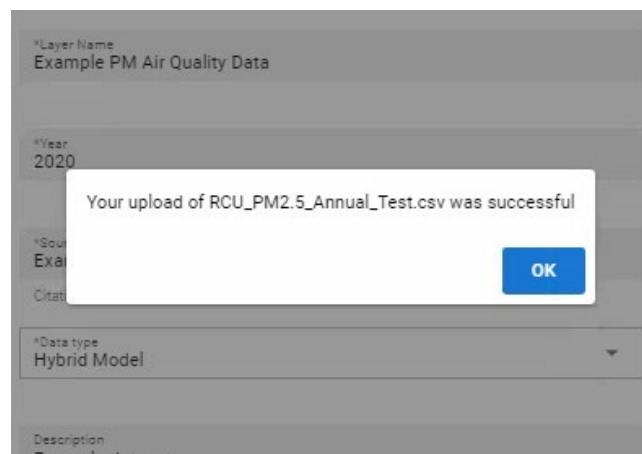 *Layer Name
Example PM Air Quality Data
*Year
2020
Your upload of RCU_PM2.5_Annual_Test.csv was successful
OK
*Data type
Hybrid Model
Description